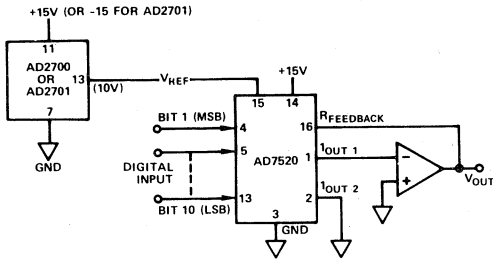 +15V (OR -15 FOR AD2701)
11
AD2700
OR
AD2701
13
(10V)
7
GND
VREF
+15V
15
14
BIT 1 (MSB)
4
16
RFEEDBACK
DIGITAL
INPUT
5
AD7520
1
IOUT 1
−
+
VOUT
BIT 10 (LSB)
13
2
IOUT 2
3
GND